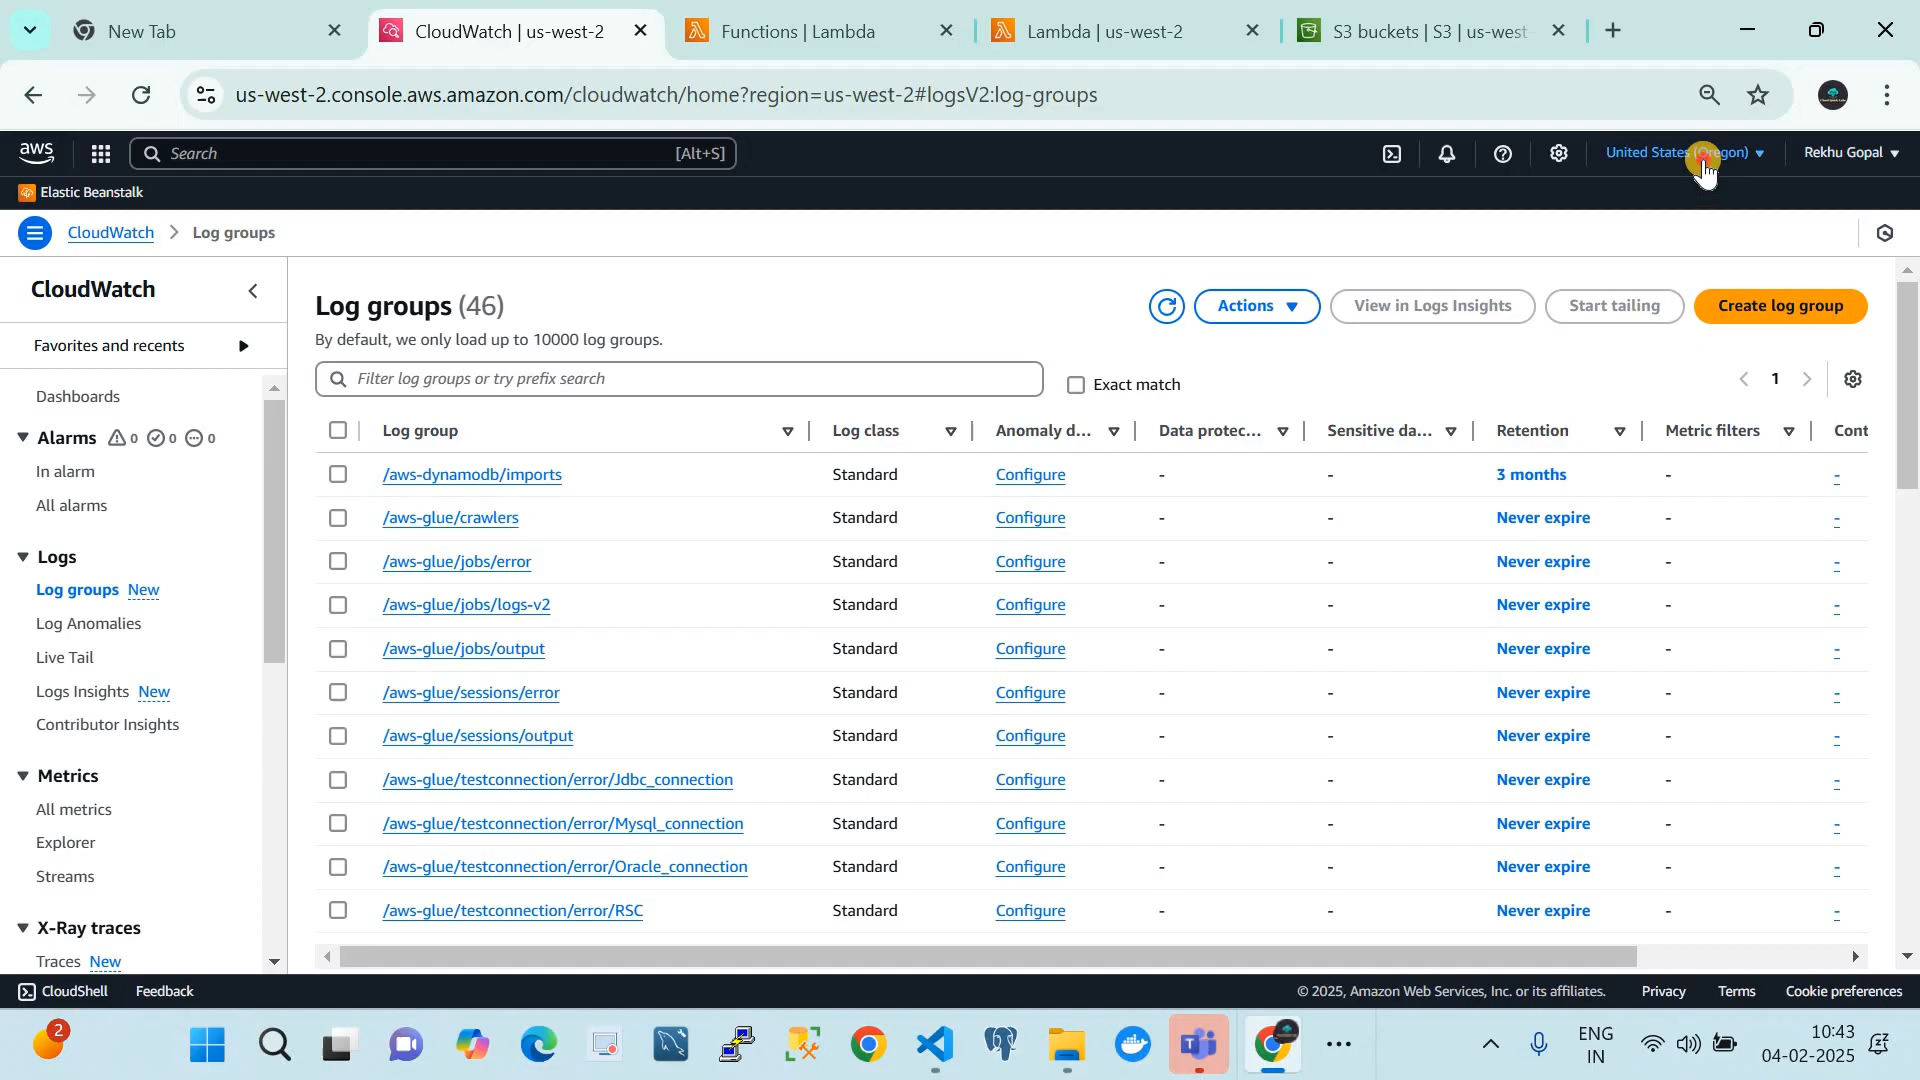 New Tab
CloudWatch | us-west-2
Functions | Lambda
Lambda | us-west-2
S3 buckets | S3 | us-west-
us-west-2.console.aws.amazon.com/cloudwatch/home?region=us-west-2#logsV2:log-groups
aws
Search
[Alt+S]
United States (Oregon)
Rekhu Gopal
Elastic Beanstalk
CloudWatch
Log groups
CloudWatch
Favorites and recents
Dashboards
Alarms 0 0 0
In alarm
All alarms
Logs
Log groups New
Log Anomalies
Live Tail
Logs Insights New
Contributor Insights
Metrics
All metrics
Explorer
Streams
X-Ray traces
Traces New
Log groups (46)
By default, we only load up to 10000 log groups.
Actions
View in Logs Insights
Start tailing
Create log group
Filter log groups or try prefix search
Exact match
1
Log group Log class Anomaly d... Data protec... Sensitive da... Retention Metric filters Cont
/aws-dynamodb/imports Standard Configure - - 3 months - -
/aws-glue/crawlers Standard Configure - - Never expire - -
/aws-glue/jobs/error Standard Configure - - Never expire - -
/aws-glue/jobs/logs-v2 Standard Configure - - Never expire - -
/aws-glue/jobs/output Standard Configure - - Never expire - -
/aws-glue/sessions/error Standard Configure - - Never expire - -
/aws-glue/sessions/output Standard Configure - - Never expire - -
/aws-glue/testconnection/error/Jdbc_connection Standard Configure - - Never expire - -
/aws-glue/testconnection/error/Mysql_connection Standard Configure - - Never expire - -
/aws-glue/testconnection/error/Oracle_connection Standard Configure - - Never expire - -
/aws-glue/testconnection/error/RSC Standard Configure - - Never expire - -
CloudShell
Feedback
© 2025, Amazon Web Services, Inc. or its affiliates.
Privacy
Terms
Cookie preferences
2
ENG
IN
10:43
04-02-2025